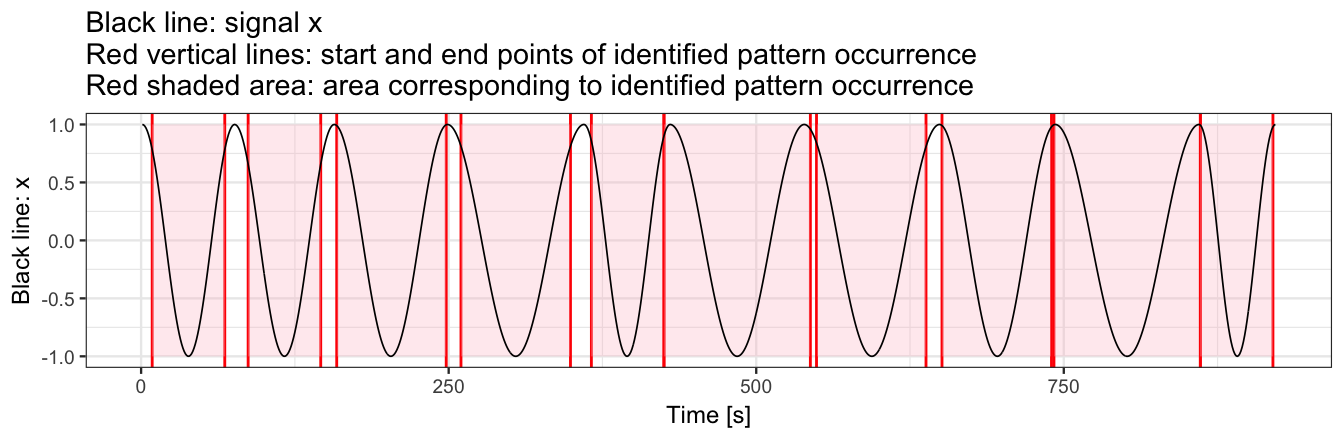 Black line: signal x
Red vertical lines: start and end points of identified pattern occurrence
Red shaded area: area corresponding to identified pattern occurrence
1.0
0.5
0.0
-0.5
-1.0
Black line: x
0 250 500 750
Time [s]